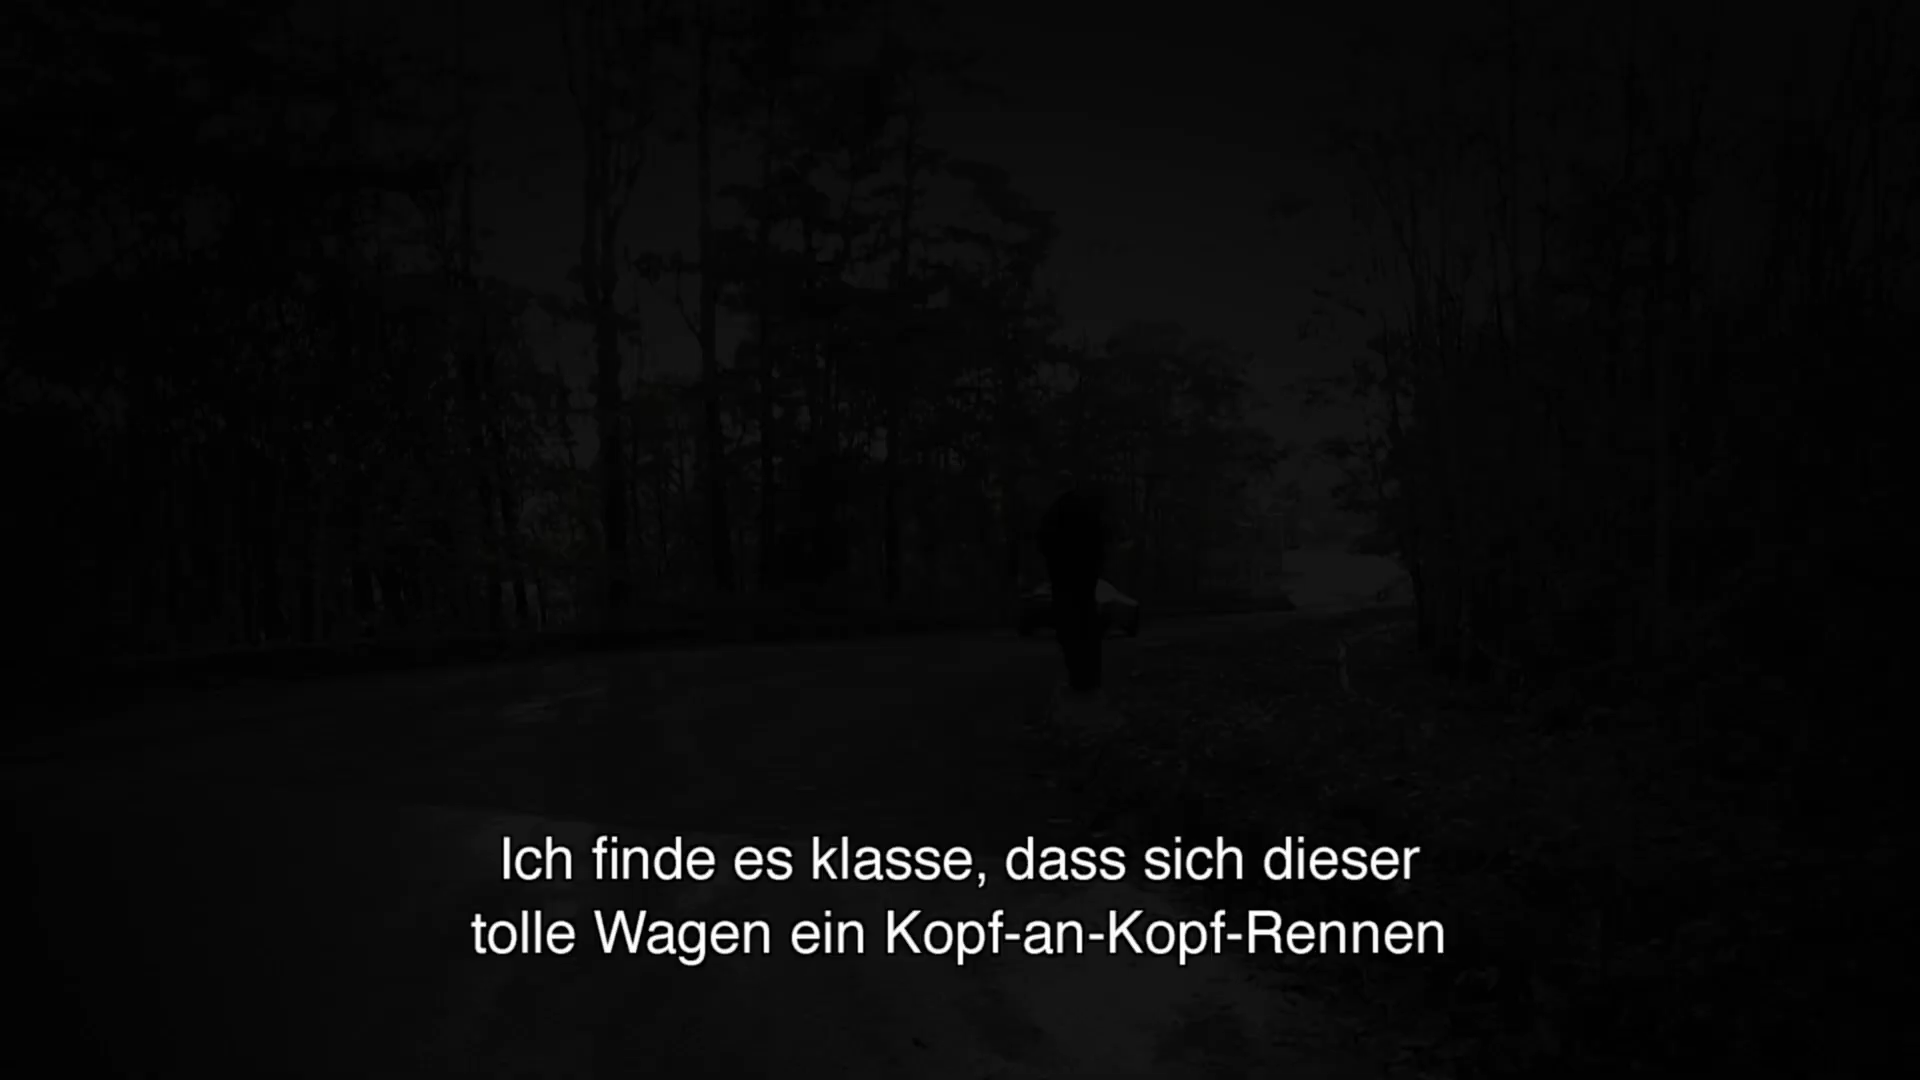 Ich finde es klasse, dass sich dieser
tolle Wagen ein Kopf-an-Kopf-Rennen